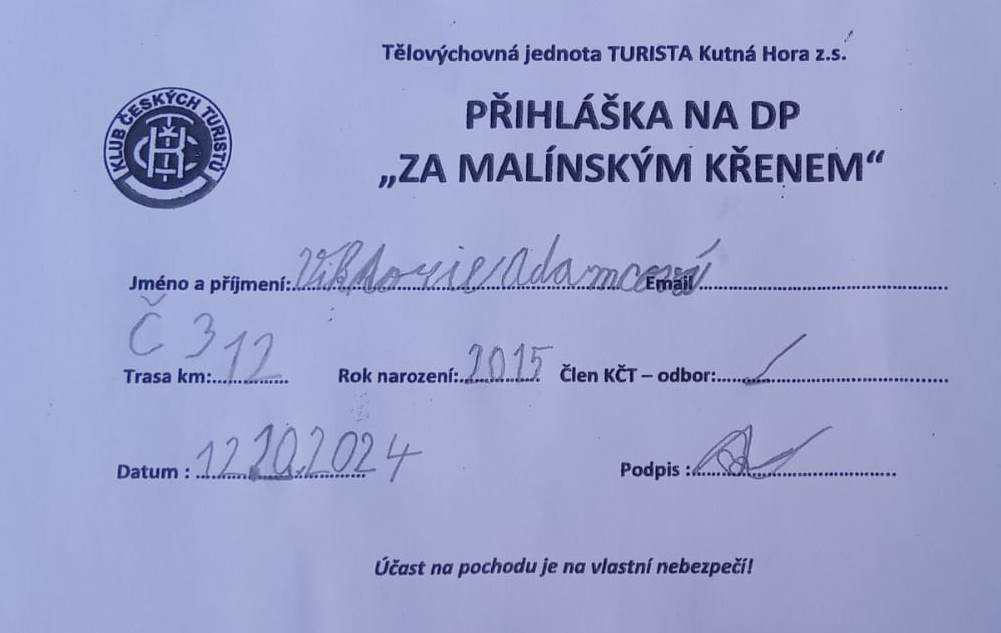 Tělovýchovná jednota TURISTA Kutná Hora z.s.
KLUB ČESKÝCH TURISTŮ
KČT
PŘIHLÁŠKA NA DP
„ZA MALÍNSKÝM KŘENEM“
Jméno a příjmení: Viktorie Adamcová Email
Č 3
Trasa km: 12 Rok narození: 2015 Člen KČT – odbor: /
Datum : 12.10.2024 Podpis :
Účast na pochodu je na vlastní nebezpečí!